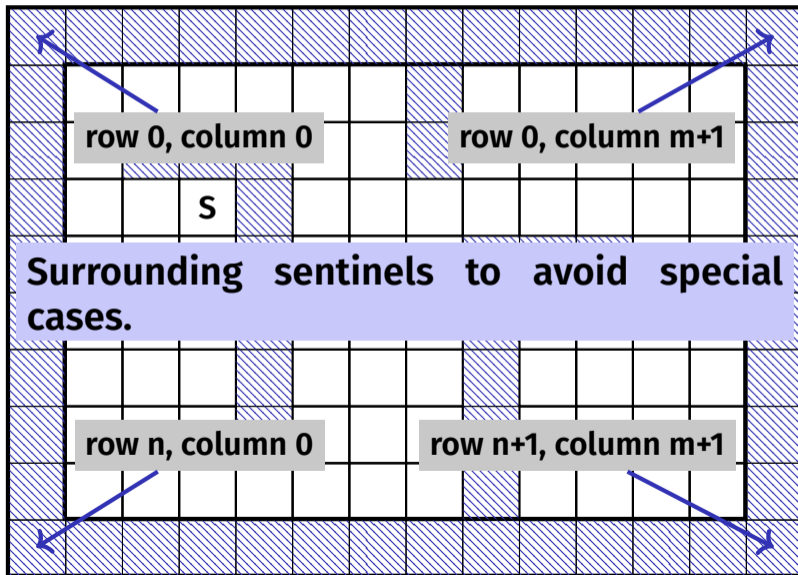 row 0, column 0
row 0, column m+1
S
Surrounding sentinels to avoid special
cases.
row n, column 0
row n+1, column m+1